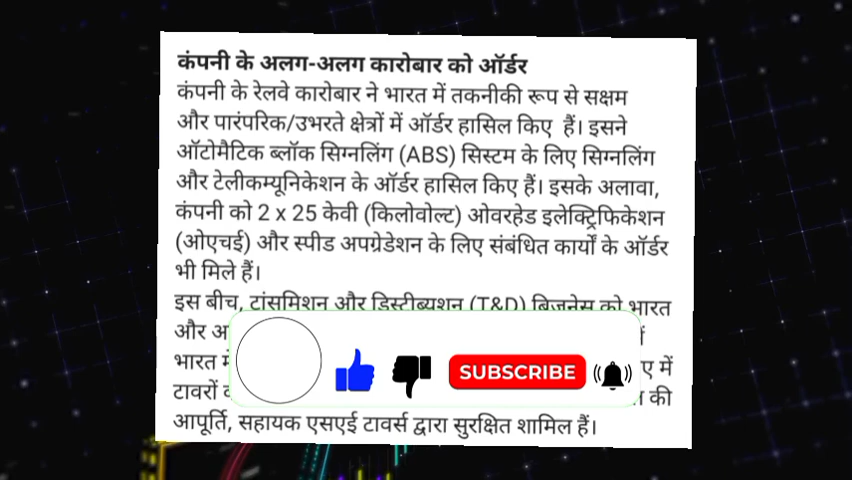 कंपनी के अलग-अलग कारोबार को ऑर्डर
कंपनी के रेलवे कारोबार ने भारत में तकनीकी रूप से सक्षम
और पारंपरिक/उभरते क्षेत्रों में ऑर्डर हासिल किए हैं। इसने
ऑटोमैटिक ब्लॉक सिग्नलिंग (ABS) सिस्टम के लिए सिग्नलिंग
और टेलीकम्यूनिकेशन के ऑर्डर हासिल किए हैं। इसके अलावा,
कंपनी को 2 x 25 केवी (किलोवोल्ट) ओवरहेड इलेक्ट्रिफिकेशन
(ओएचई) और स्पीड अपग्रेडेशन के लिए संबंधित कार्यों के ऑर्डर
भी मिले हैं।
इस बीच, ट्रांसमिशन और डिस्ट्रीब्यूशन (T&D) बिजनेस को भारत
और
भारत
ए में
SUBSCRIBE
टावरों
की
आपूर्ति, सहायक एसएई टावर्स द्वारा सुरक्षित शामिल हैं।